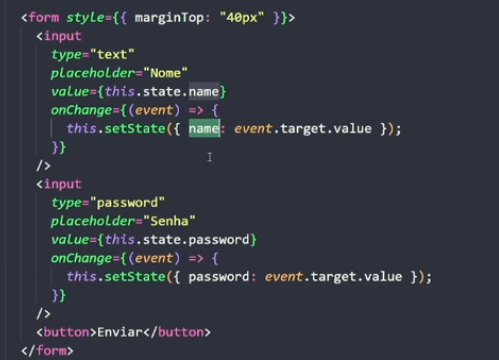 <form style={{ marginTop: "40px" }}>
<input
type="text"
placeholder="Nome"
value={this.state.name}
onChange={(event) => {
this.setState({ name: event.target.value });
}}
/>
<input
type="password"
placeholder="Senha"
value={this.state.password}
onChange={(event) => {
this.setState({ password: event.target.value });
}}
/>
<button>Enviar</button>
</form>